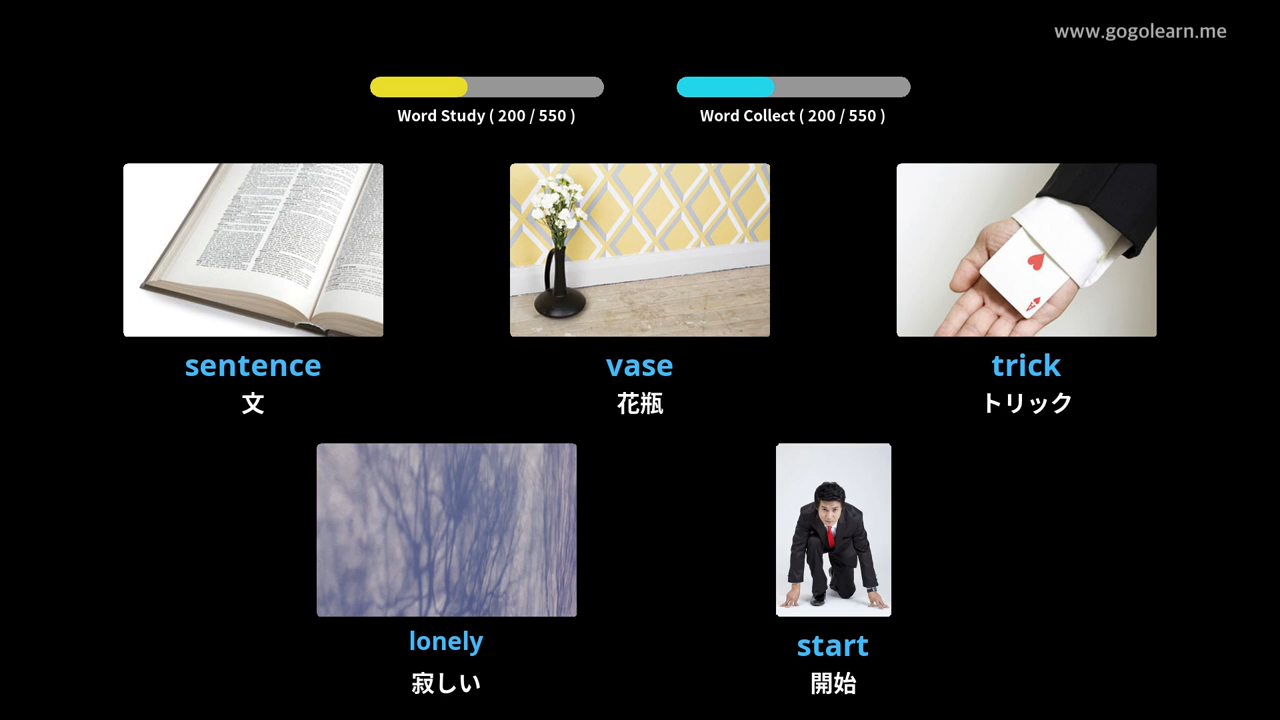 www.gogolearn.me
Word Study ( 200 / 550 )
Word Collect ( 200 / 550 )
sentence
文
vase
花瓶
trick
トリック
lonely
寂しい
start
開始